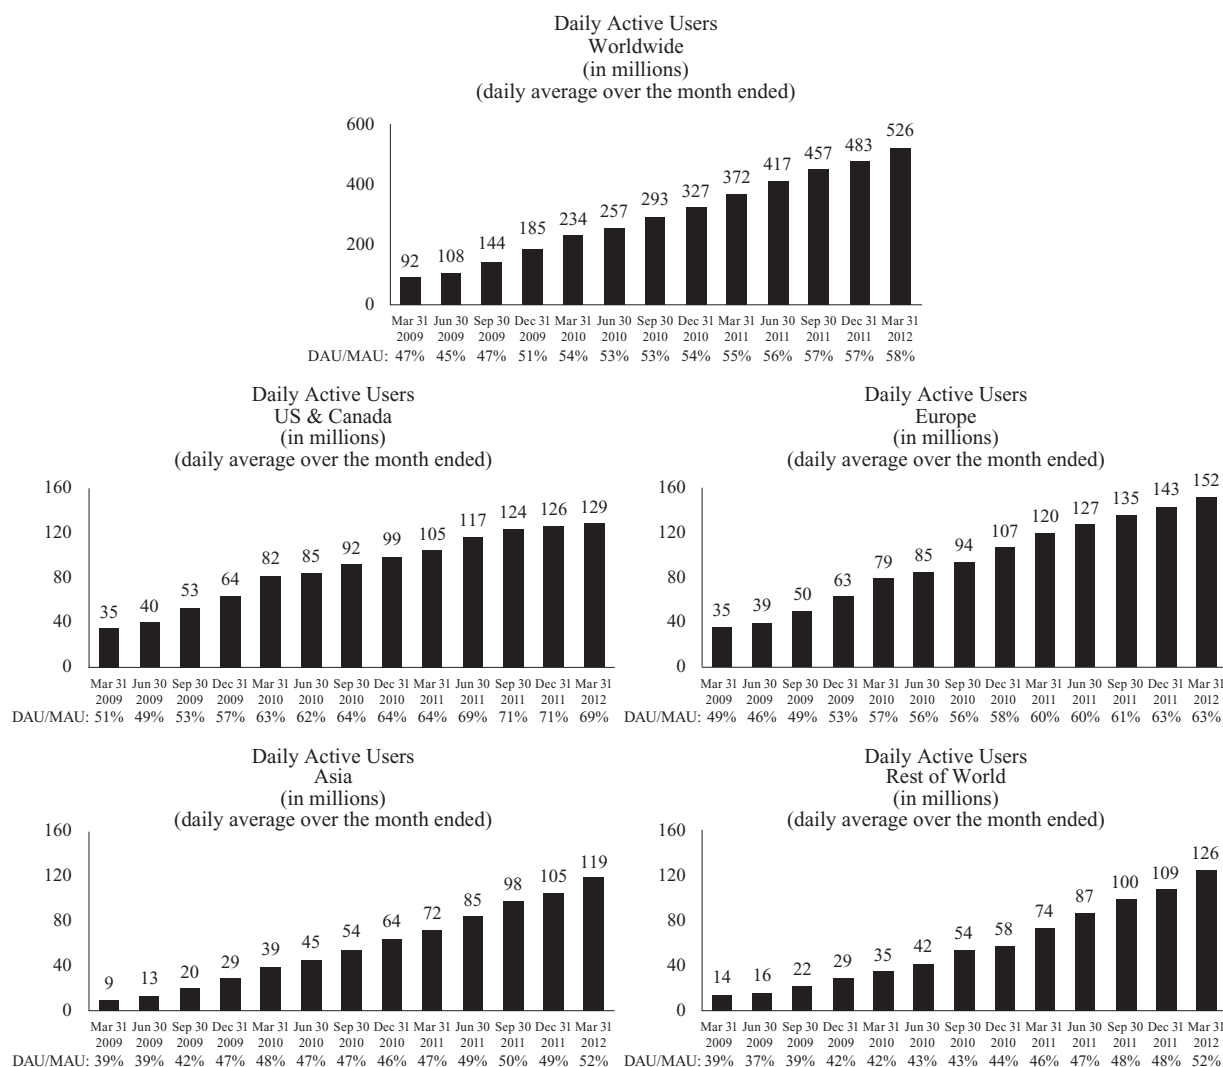 Daily Active Users
Worldwide
(in millions)
(daily average over the month ended)
600
400
200
0
92 108 144 185 234 257 293 327 372 417 457 483 526
Mar 31 Jun 30 Sep 30 Dec 31 Mar 31 Jun 30 Sep 30 Dec 31 Mar 31 Jun 30 Sep 30 Dec 31 Mar 31
2009 2009 2009 2009 2010 2010 2010 2010 2011 2011 2011 2011 2012
DAU/MAU: 47% 45% 47% 51% 54% 53% 53% 54% 55% 56% 57% 57% 58%
Daily Active Users
US & Canada
(in millions)
(daily average over the month ended)
160
120
80
40
0
35 40 53 64 82 85 92 99 105 117 124 126 129
Mar 31 Jun 30 Sep 30 Dec 31 Mar 31 Jun 30 Sep 30 Dec 31 Mar 31 Jun 30 Sep 30 Dec 31 Mar 31
2009 2009 2009 2009 2010 2010 2010 2010 2011 2011 2011 2011 2012
DAU/MAU: 51% 49% 53% 57% 63% 62% 64% 64% 64% 69% 71% 71% 69%
Daily Active Users
Europe
(in millions)
(daily average over the month ended)
160
120
80
40
0
35 39 50 63 79 85 94 107 120 127 135 143 152
Mar 31 Jun 30 Sep 30 Dec 31 Mar 31 Jun 30 Sep 30 Dec 31 Mar 31 Jun 30 Sep 30 Dec 31 Mar 31
2009 2009 2009 2009 2010 2010 2010 2010 2011 2011 2011 2011 2012
DAU/MAU: 49% 46% 49% 53% 57% 56% 56% 58% 60% 60% 61% 63% 63%
Daily Active Users
Asia
(in millions)
(daily average over the month ended)
160
120
80
40
0
9 13 20 29 39 45 54 64 72 85 98 105 119
Mar 31 Jun 30 Sep 30 Dec 31 Mar 31 Jun 30 Sep 30 Dec 31 Mar 31 Jun 30 Sep 30 Dec 31 Mar 31
2009 2009 2009 2009 2010 2010 2010 2010 2011 2011 2011 2011 2012
DAU/MAU: 39% 39% 42% 47% 48% 47% 47% 46% 47% 49% 50% 49% 52%
Daily Active Users
Rest of World
(in millions)
(daily average over the month ended)
160
120
80
40
0
14 16 22 29 35 42 54 58 74 87 100 109 126
Mar 31 Jun 30 Sep 30 Dec 31 Mar 31 Jun 30 Sep 30 Dec 31 Mar 31 Jun 30 Sep 30 Dec 31 Mar 31
2009 2009 2009 2009 2010 2010 2010 2010 2011 2011 2011 2011 2012
DAU/MAU: 39% 37% 39% 42% 42% 43% 43% 44% 46% 47% 48% 48% 52%